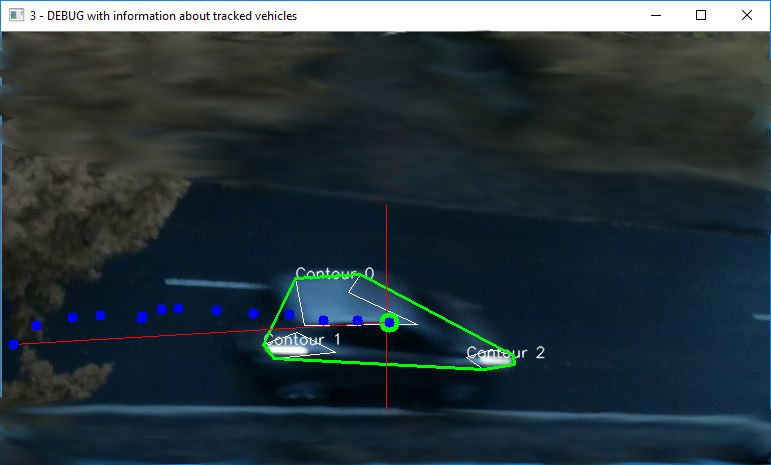 3 - DEBUG with information about tracked vehicles
Contour 0
Contour 1
Contour 2